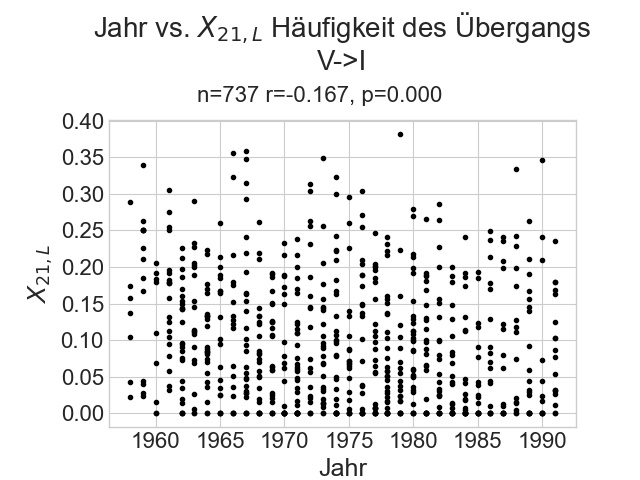 Jahr vs. X21, L Häufigkeit des Übergangs
V->I
n=737 r=-0.167, p=0.000
0.40
0.35
0.30
0.25
0.20
0.15
0.10
0.05
0.00
X21, L
1960 1965 1970 1975 1980 1985 1990
Jahr